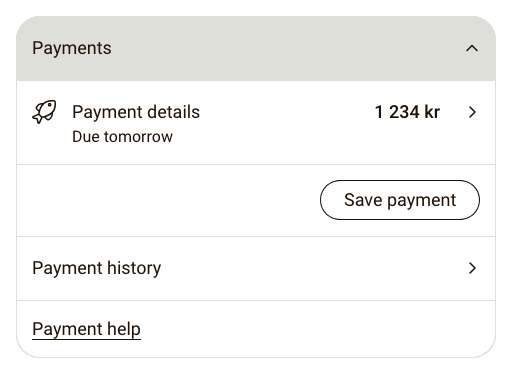 Payments
Payment details
1 234 kr
Due tomorrow
Save payment
Payment history
Payment help